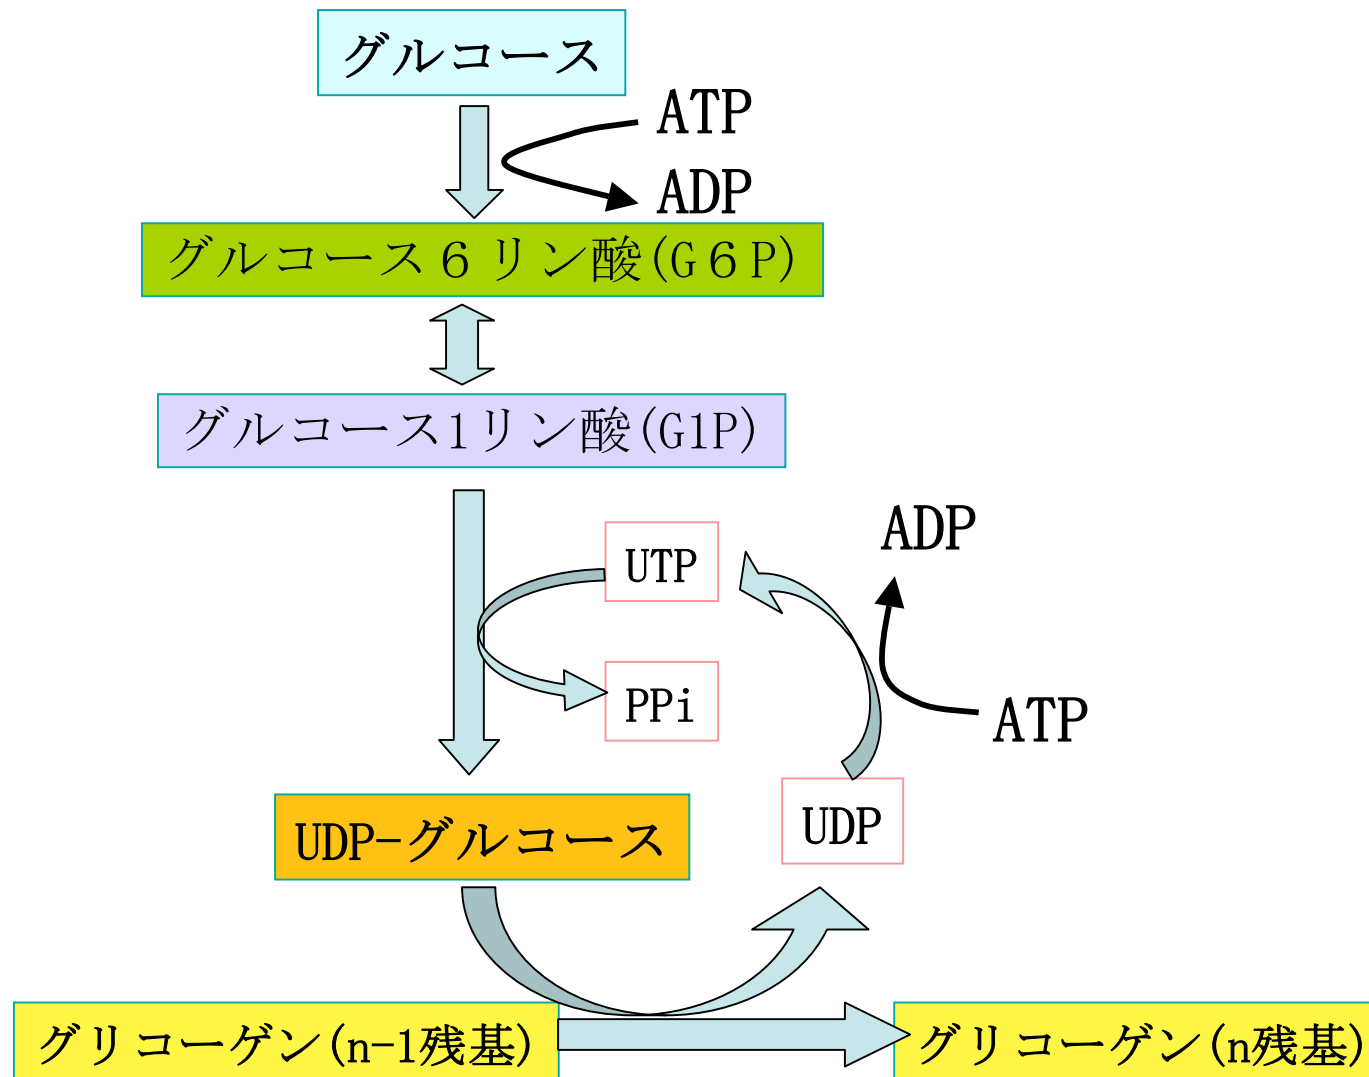 グルコース
ATP
ADP
グルコース６リン酸(G６P)
グルコース1リン酸(G1P)
ADP
UTP
PPi
ATP
UDP-グルコース
UDP
グリコーゲン(n-1残基)
グリコーゲン(n残基)